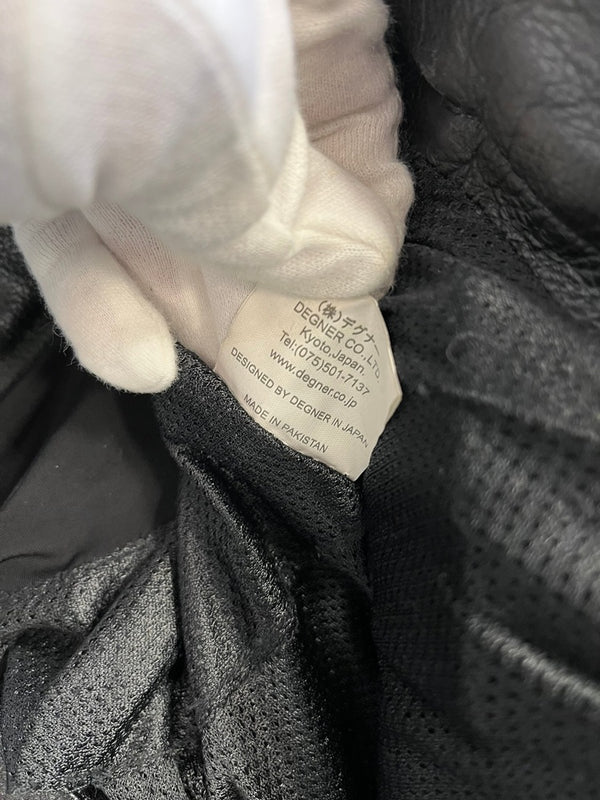 (株)デグナー
DEGNER CO.,LTD
Kyoto,Japan,
Tel:(075)501-7137
www.degner.co.jp
DESIGNED BY DEGNER IN JAPAN
MADE IN PAKISTAN